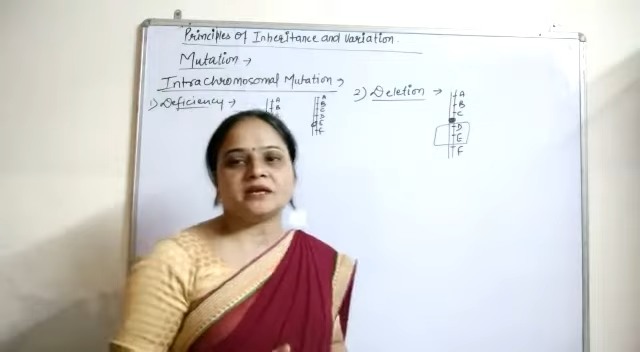 Principles of Inheritance and Variation.
Mutation →
Intrachromosomal Mutation →
1) Deficiency →
A
B
A
B
C
D
E
F
2) Deletion →
A
B
C
D
E
F